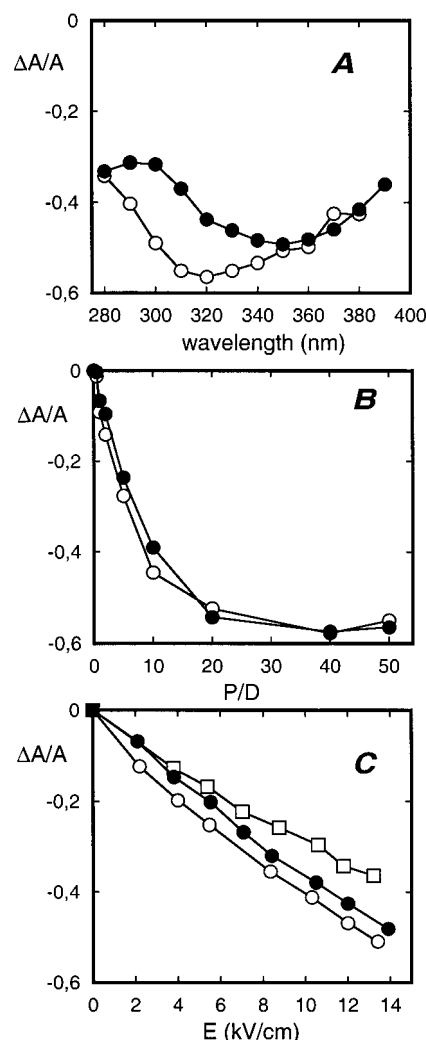 0
ΔA/A
A
-0,2
-0,4
-0,6
280 300 320 340 360 380 400
wavelength (nm)
0
ΔA/A
B
-0,2
-0,4
-0,6
0 10 20 30 40 50
P/D
0
ΔA/A
C
-0,2
-0,4
-0,6
0 2 4 6 8 10 12 14
E (kV/cm)